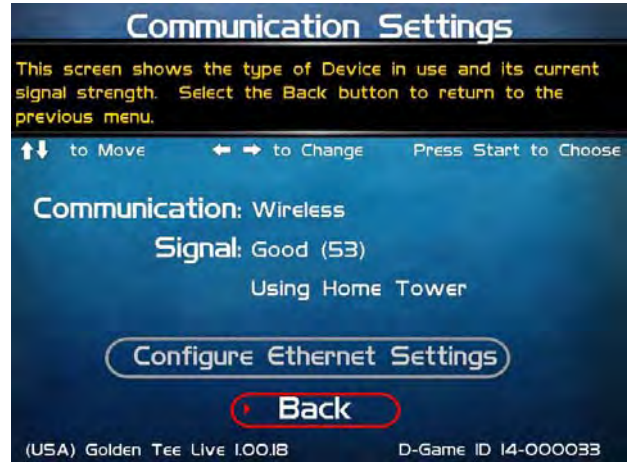 Communication Settings
This screen shows the type of Device in use and its current
signal strength. Select the Back button to return to the
previous menu.
↑↓ to Move ← → to Change Press Start to Choose
Communication: Wireless
Signal: Good (53)
Using Home Tower
Configure Ethernet Settings
Back
(USA) Golden Tee Live 1.00.18 D-Game ID 14-000033